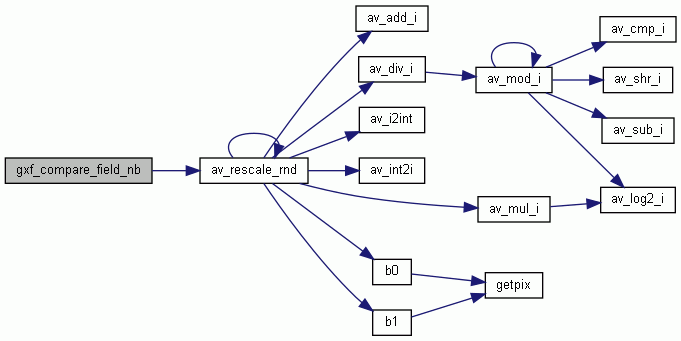 gxf_compare_field_nb
av_rescale_rnd
av_add_i
av_div_i
av_i2int
av_int2i
av_mul_i
b0
b1
av_mod_i
getpix
av_cmp_i
av_shr_i
av_sub_i
av_log2_i